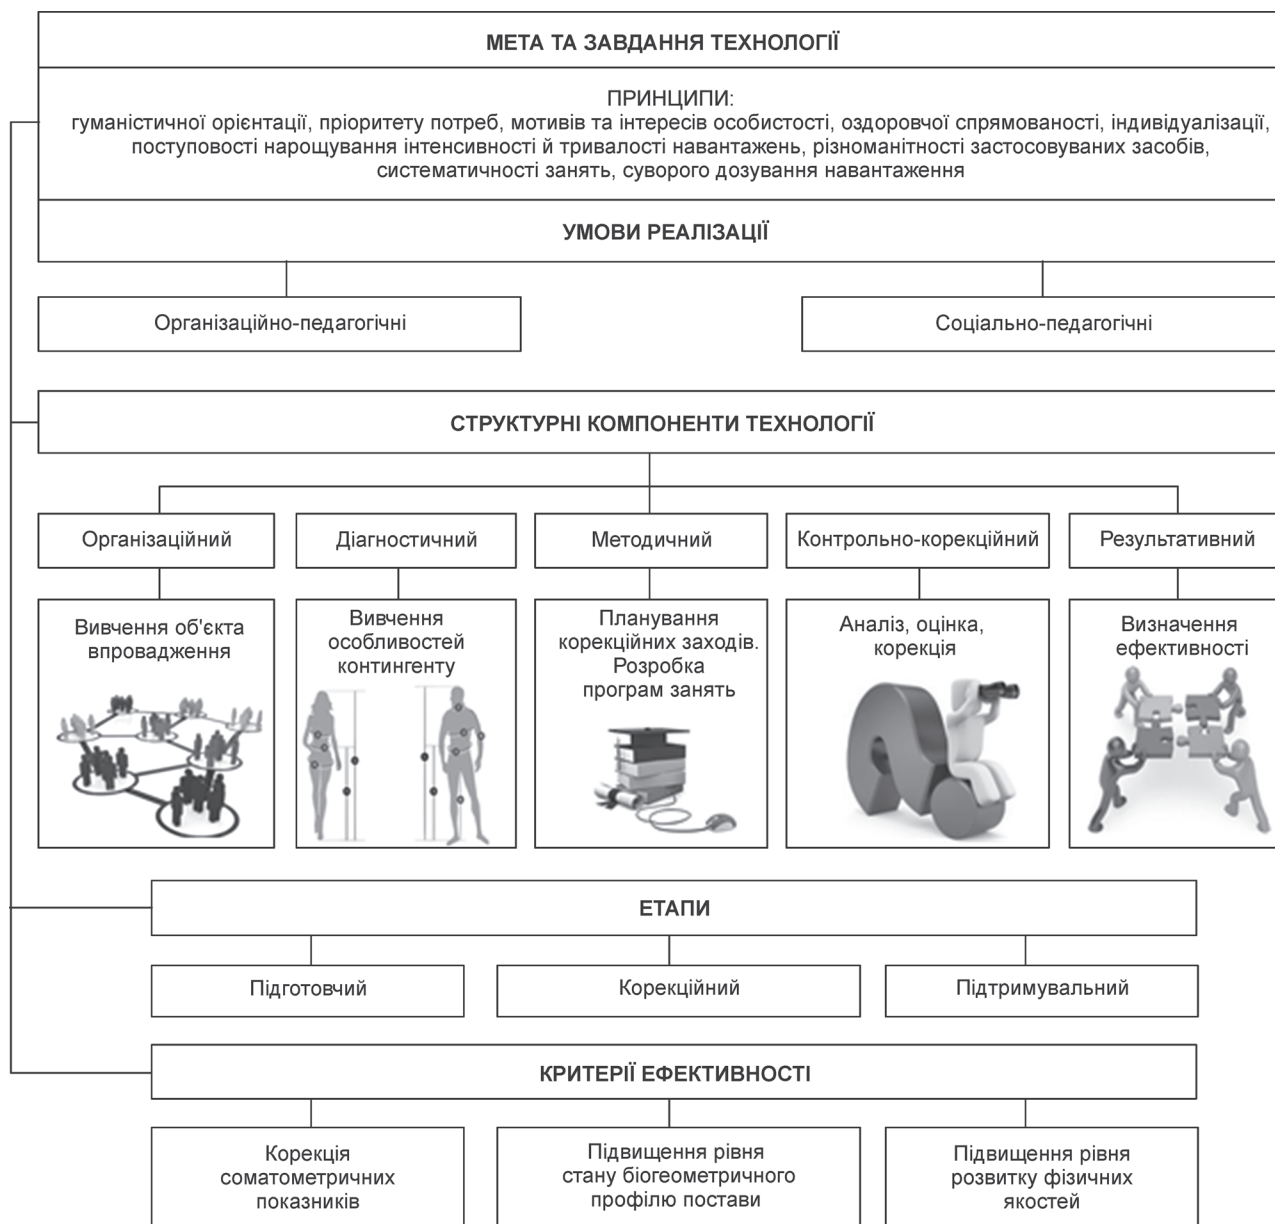 МЕТА ТА ЗАВДАННЯ ТЕХНОЛОГІЇ
ПРИНЦИПИ:
гуманістичної орієнтації, пріоритету потреб, мотивів та інтересів особистості, оздоровчої спрямованості, індивідуалізації,
поступовості нарощування інтенсивності й тривалості навантажень, різноманітності застосовуваних засобів,
систематичності занять, суворого дозування навантаження
УМОВИ РЕАЛІЗАЦІЇ
Організаційно-педагогічні
Соціально-педагогічні
СТРУКТУРНІ КОМПОНЕНТИ ТЕХНОЛОГІЇ
Організаційний
Діагностичний
Методичний
Контрольно-корекційний
Результативний
Вивчення об'єкта
впровадження
Вивчення
особливостей
контингенту
Планування
корекційних заходів.
Розробка
програм занять
Аналіз, оцінка,
корекція
Визначення
ефективності
ЕТАПИ
Підготовчий
Корекційний
Підтримувальний
КРИТЕРІЇ ЕФЕКТИВНОСТІ
Корекція
соматометричних
показників
Підвищення рівня
стану біогеометричного
профілю постави
Підвищення рівня
розвитку фізичних
якостей